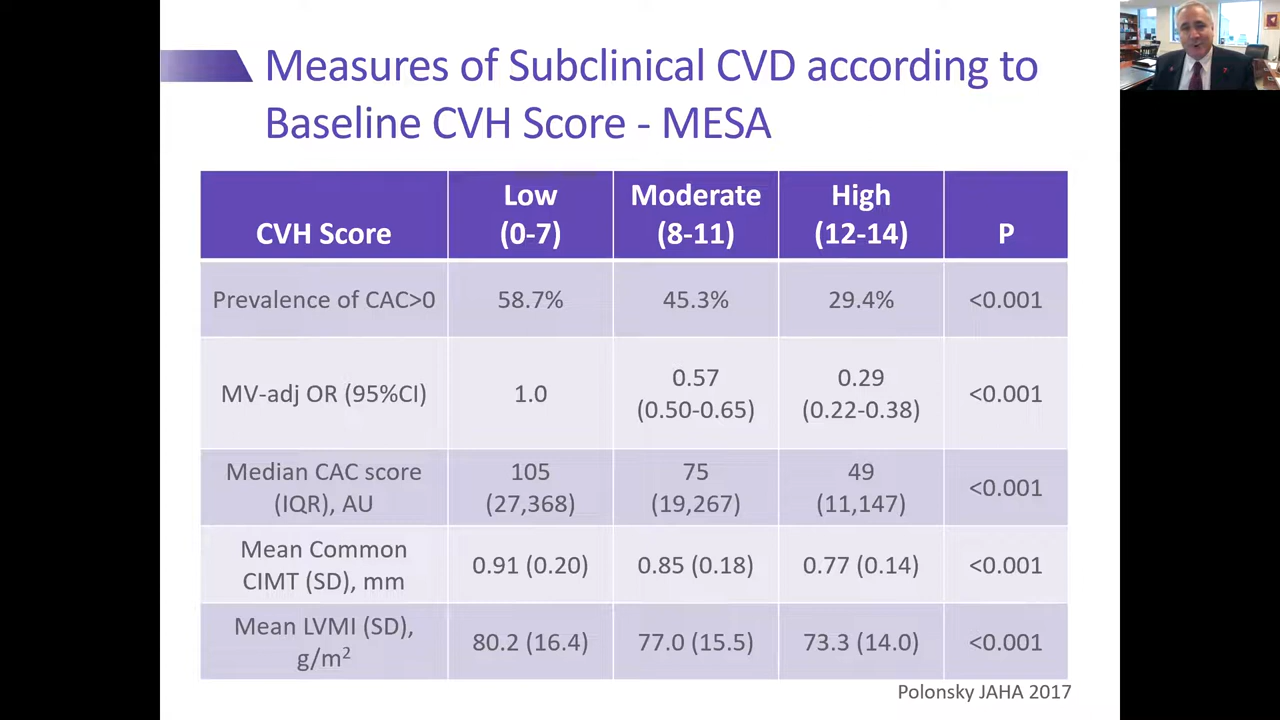 Measures of Subclinical CVD according to
Baseline CVH Score - MESA
CVH Score
Low
(0-7)
Moderate
(8-11)
High
(12-14)
P
Prevalence of CAC>0
58.7%
45.3%
29.4%
<0.001
MV-adj OR (95%CI)
1.0
0.57
(0.50-0.65)
0.29
(0.22-0.38)
<0.001
Median CAC score
(IQR), AU
105
(27,368)
75
(19,267)
49
(11,147)
<0.001
Mean Common
CIMT (SD), mm
0.91 (0.20)
0.85 (0.18)
0.77 (0.14)
<0.001
Mean LVMI (SD),
g/m²
80.2 (16.4)
77.0 (15.5)
73.3 (14.0)
<0.001
Polonsky JAHA 2017